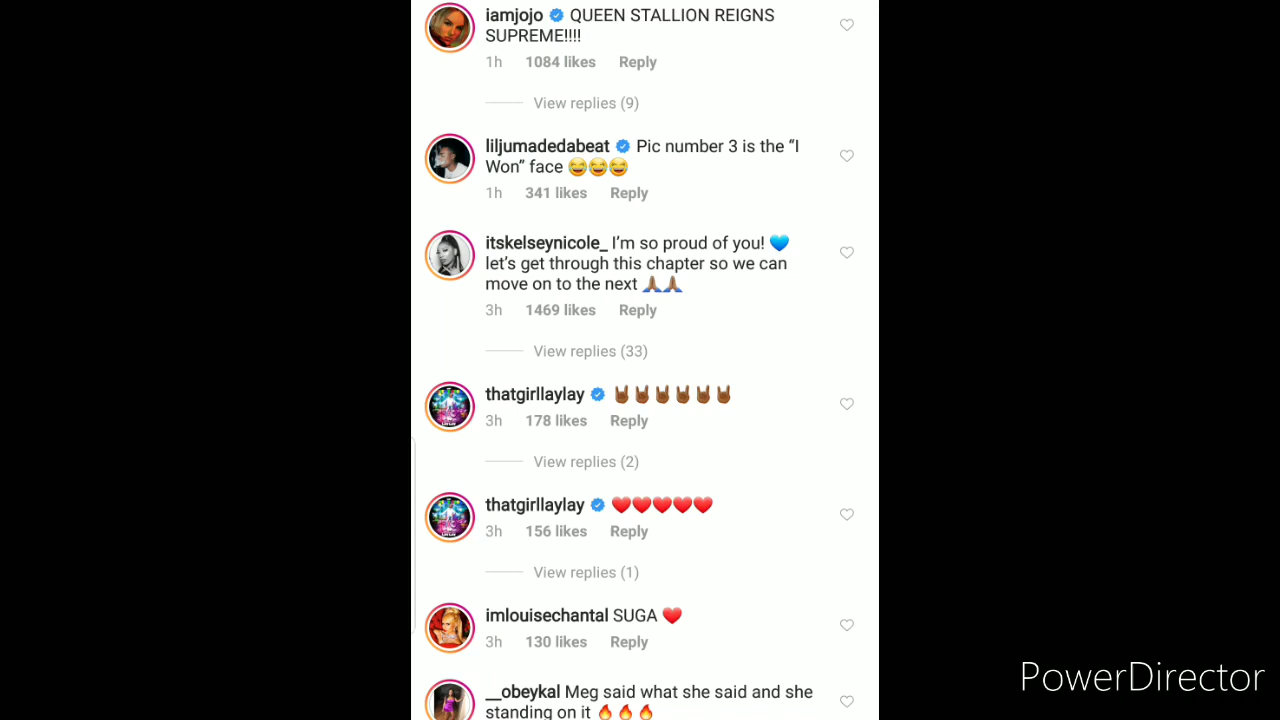 iamjojo QUEEN STALLION REIGNS
SUPREME!!!!
1h 1084 likes Reply
View replies (9)
liljumadedabeat Pic number 3 is the “I
Won” face 😂😂😂
1h 341 likes Reply
itskelseynicole_ I’m so proud of you! 💙
let’s get through this chapter so we can
move on to the next 🙏🏾🙏🏾
3h 1469 likes Reply
View replies (33)
thatgirllaylay 🤘🏾🤘🏾🤘🏾🤘🏾🤘🏾🤘🏾
3h 178 likes Reply
View replies (2)
thatgirllaylay ❤️❤️❤️❤️❤️
3h 156 likes Reply
View replies (1)
imlouisechantal SUGA ❤️
3h 130 likes Reply
__obeykal Meg said what she said and she
standing on it 🔥🔥🔥
PowerDirector